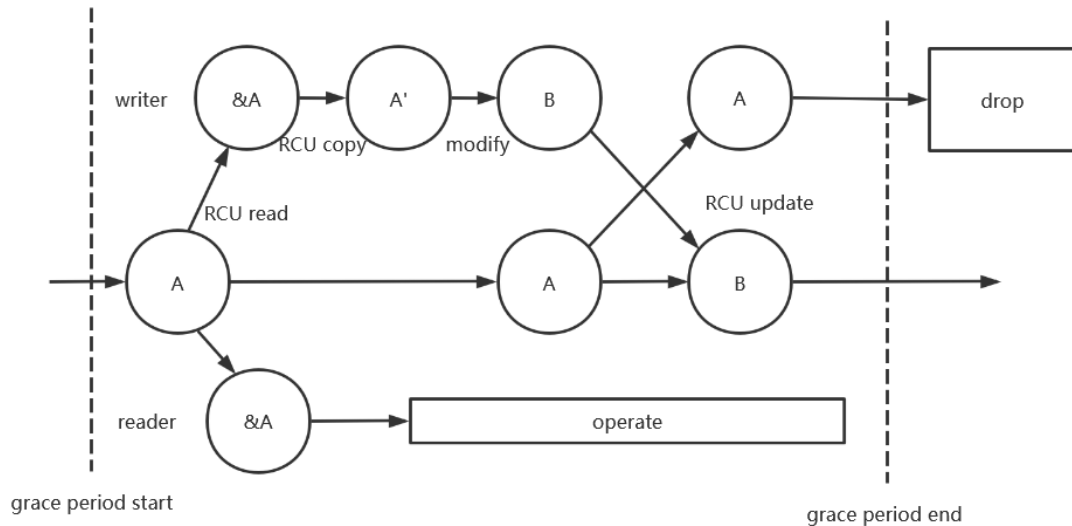 writer
&A
A'
B
A
drop
RCU copy
modify
RCU read
RCU update
A
A
B
reader
&A
operate
grace period start
grace period end